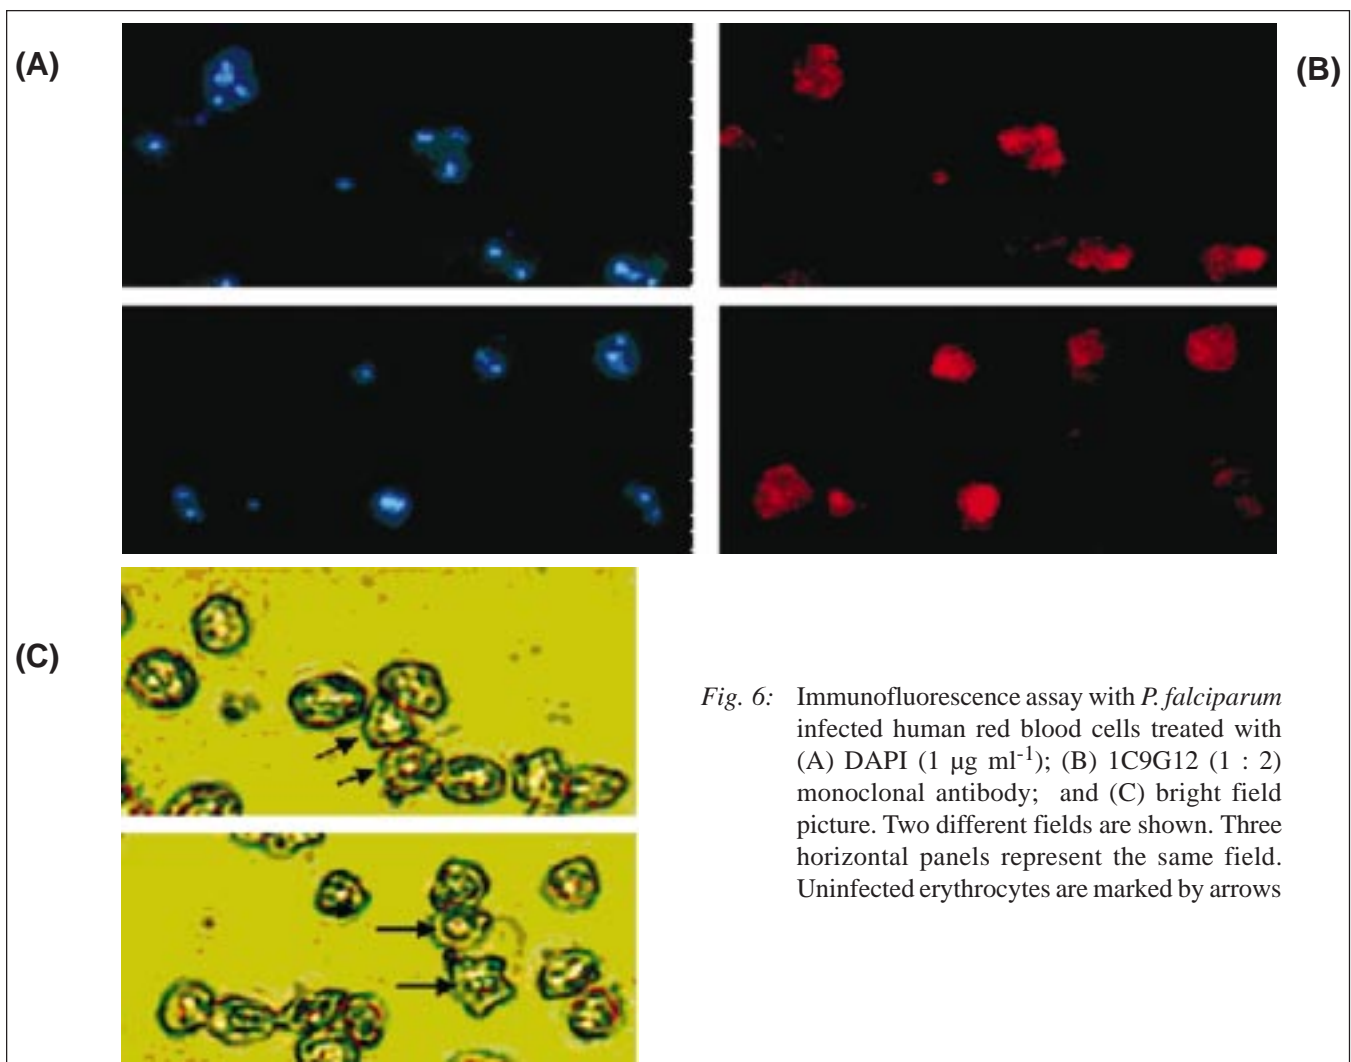 (A)
(B)
(C)
Fig. 6: Immunofluorescence assay with P. falciparum
infected human red blood cells treated with
(A) DAPI (1 μg ml-1); (B) 1C9G12 (1 : 2)
monoclonal antibody; and (C) bright field
picture. Two different fields are shown. Three
horizontal panels represent the same field.
Uninfected erythrocytes are marked by arrows